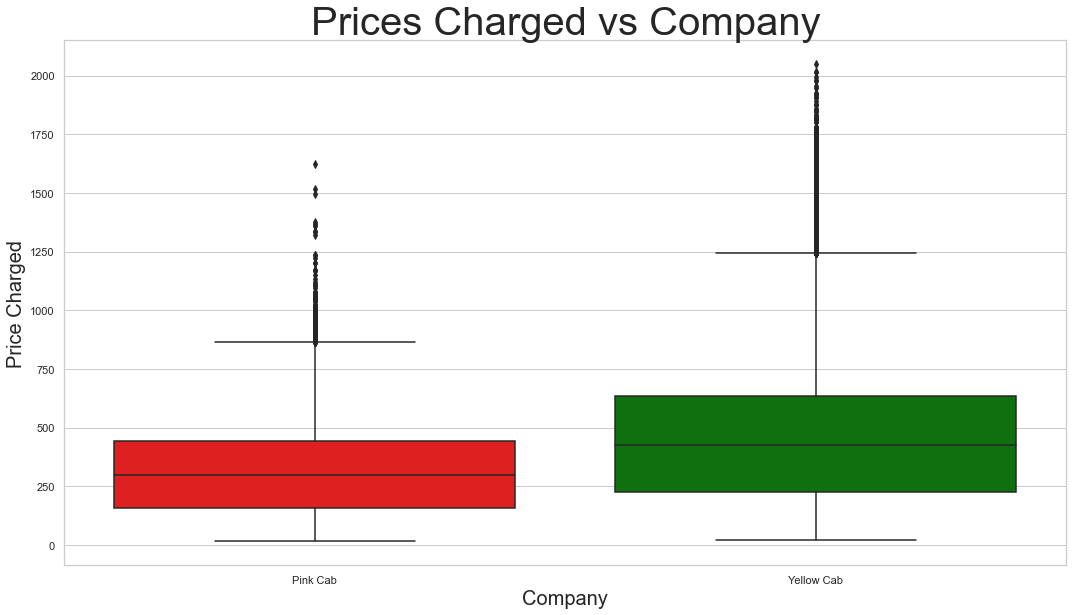 Prices Charged vs Company
2000
1750
1500
1250
1000
750
500
250
0
Price Charged
Pink Cab
Yellow Cab
Company